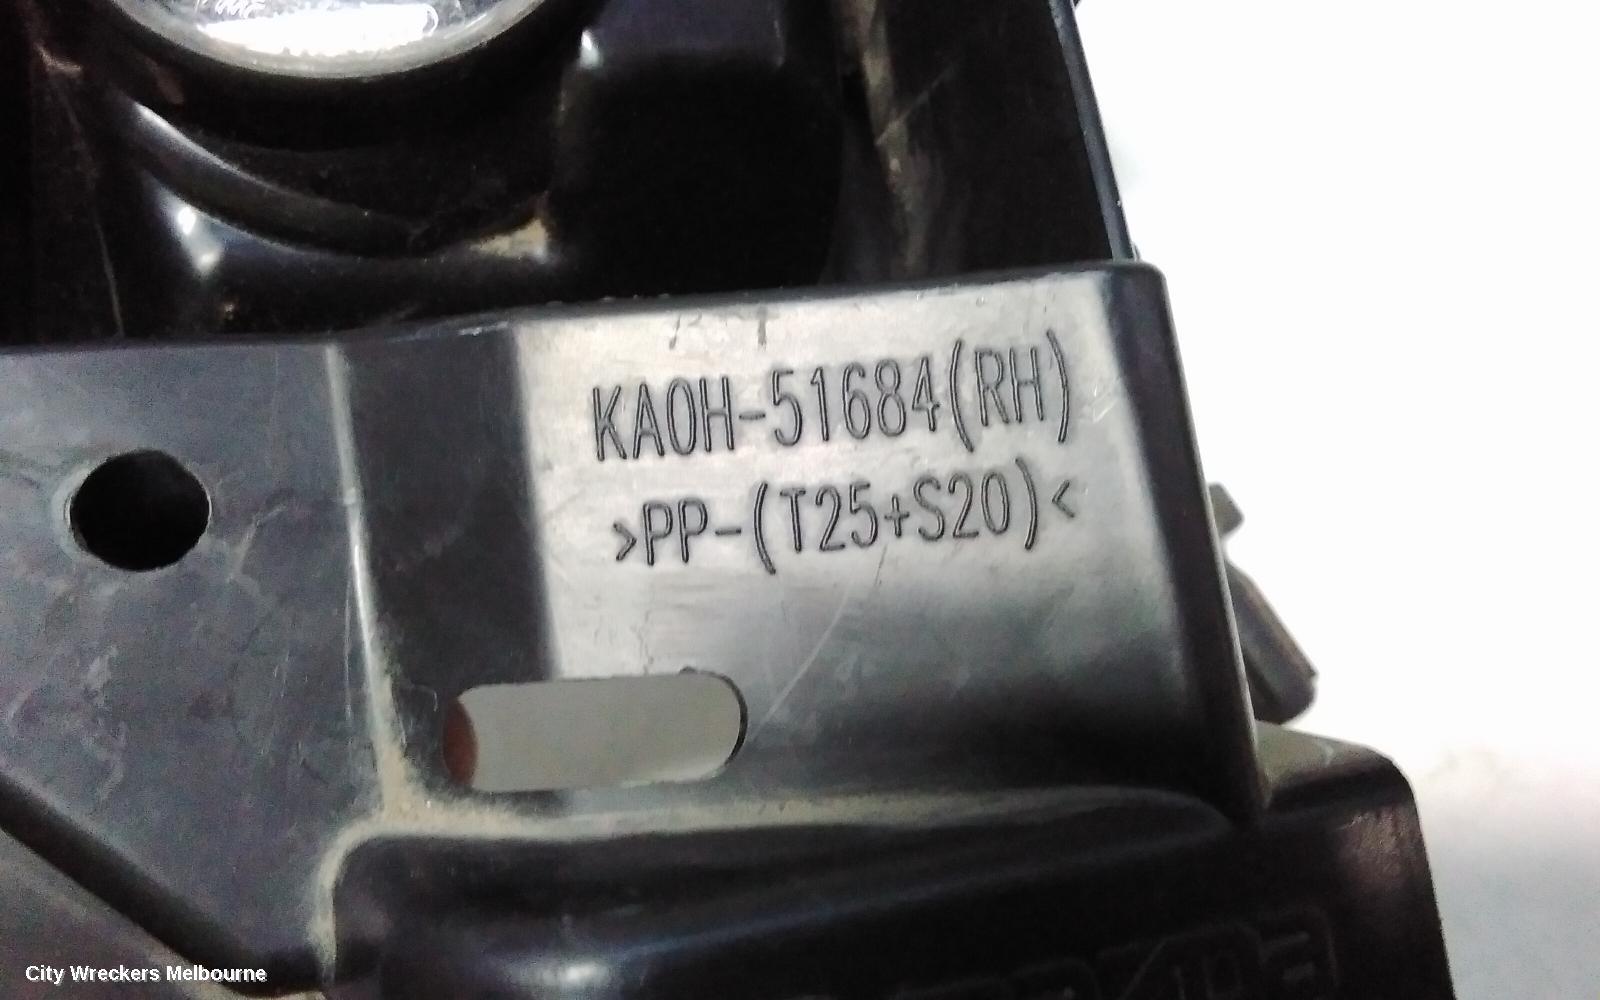 KA0H-51684(RH)
>PP-(T25+S20)<
City Wreckers Melbourne